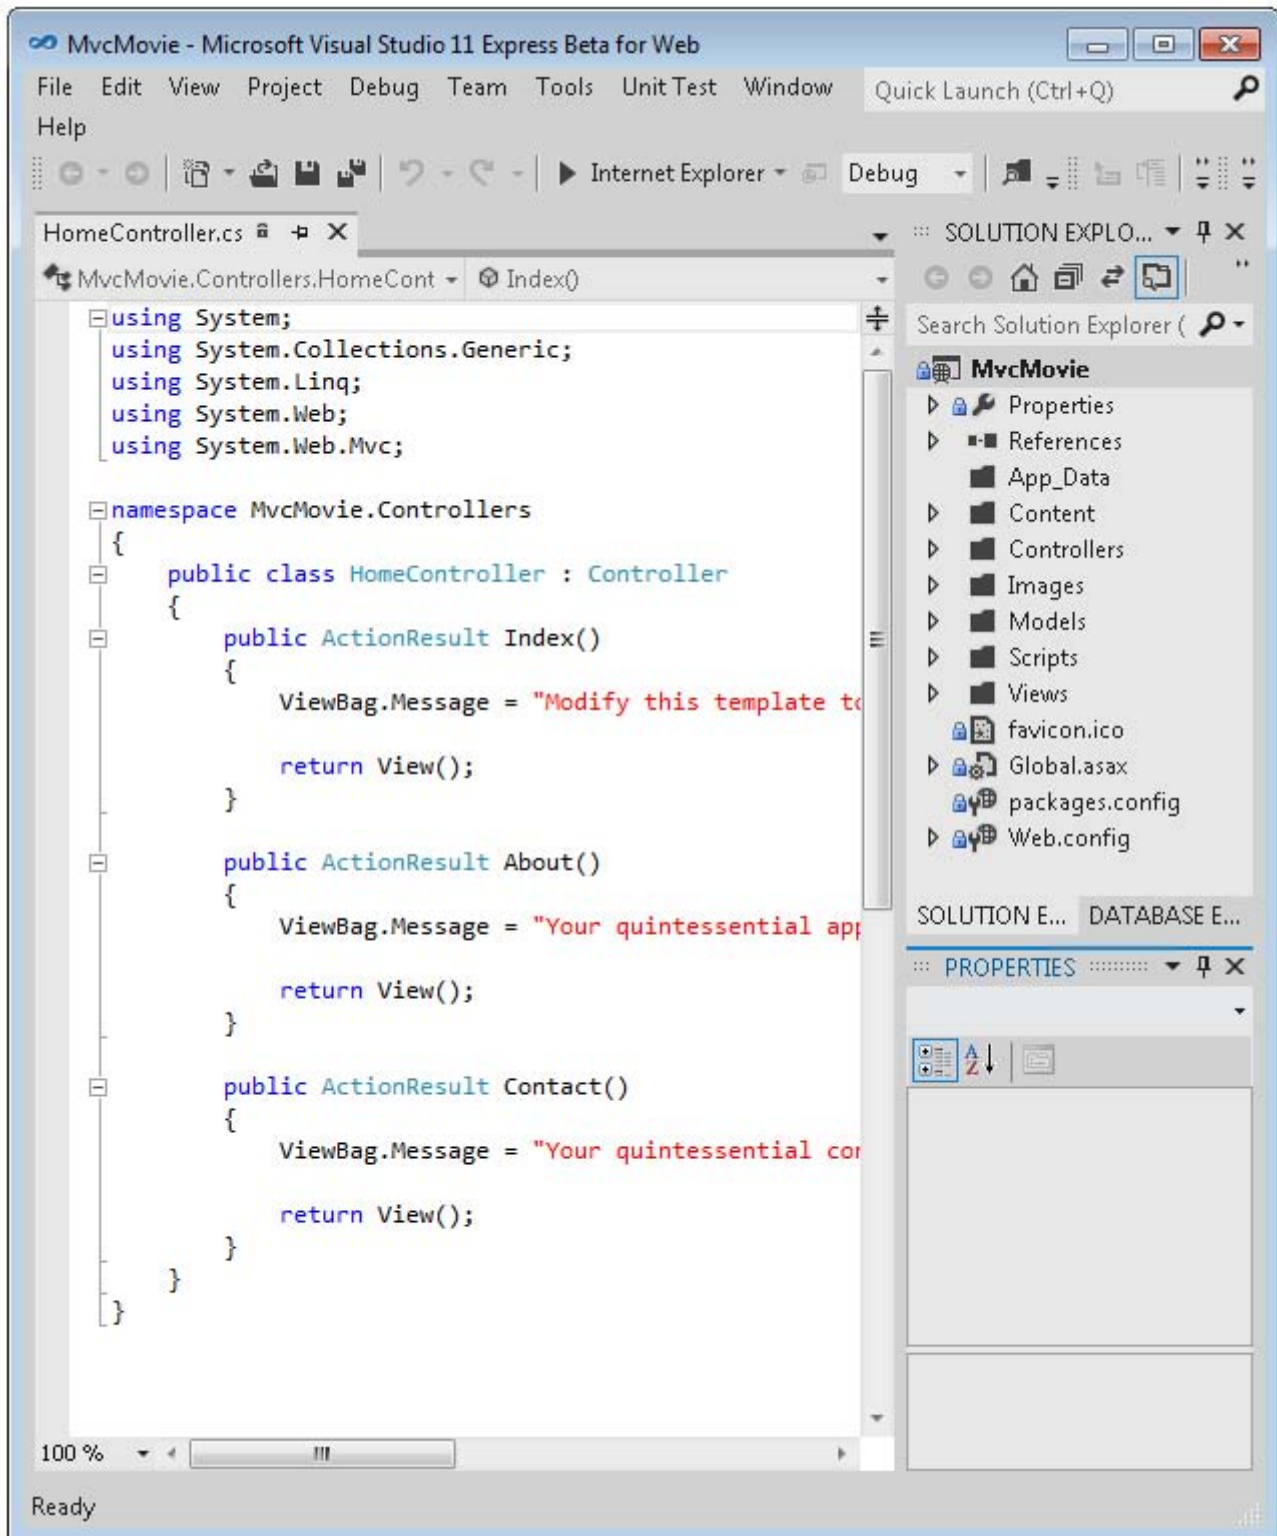 MvcMovie - Microsoft Visual Studio 11 Express Beta for Web
File Edit View Project Debug Team Tools Unit Test Window Quick Launch (Ctrl+Q)
Help
Internet Explorer Debug
HomeController.cs
MvcMovie.Controllers.HomeCont Index()
using System;
using System.Collections.Generic;
using System.Linq;
using System.Web;
using System.Web.Mvc;
namespace MvcMovie.Controllers
{
public class HomeController : Controller
{
public ActionResult Index()
{
ViewBag.Message = "Modify this template to
return View();
}
public ActionResult About()
{
ViewBag.Message = "Your quintessential app
return View();
}
public ActionResult Contact()
{
ViewBag.Message = "Your quintessential con
return View();
}
}
}
100 %
SOLUTION EXPLO...
Search Solution Explorer (
MvcMovie
Properties
References
App_Data
Content
Controllers
Images
Models
Scripts
Views
favicon.ico
Global.asax
packages.config
Web.config
SOLUTION E... DATABASE E...
PROPERTIES
A
Z
Ready